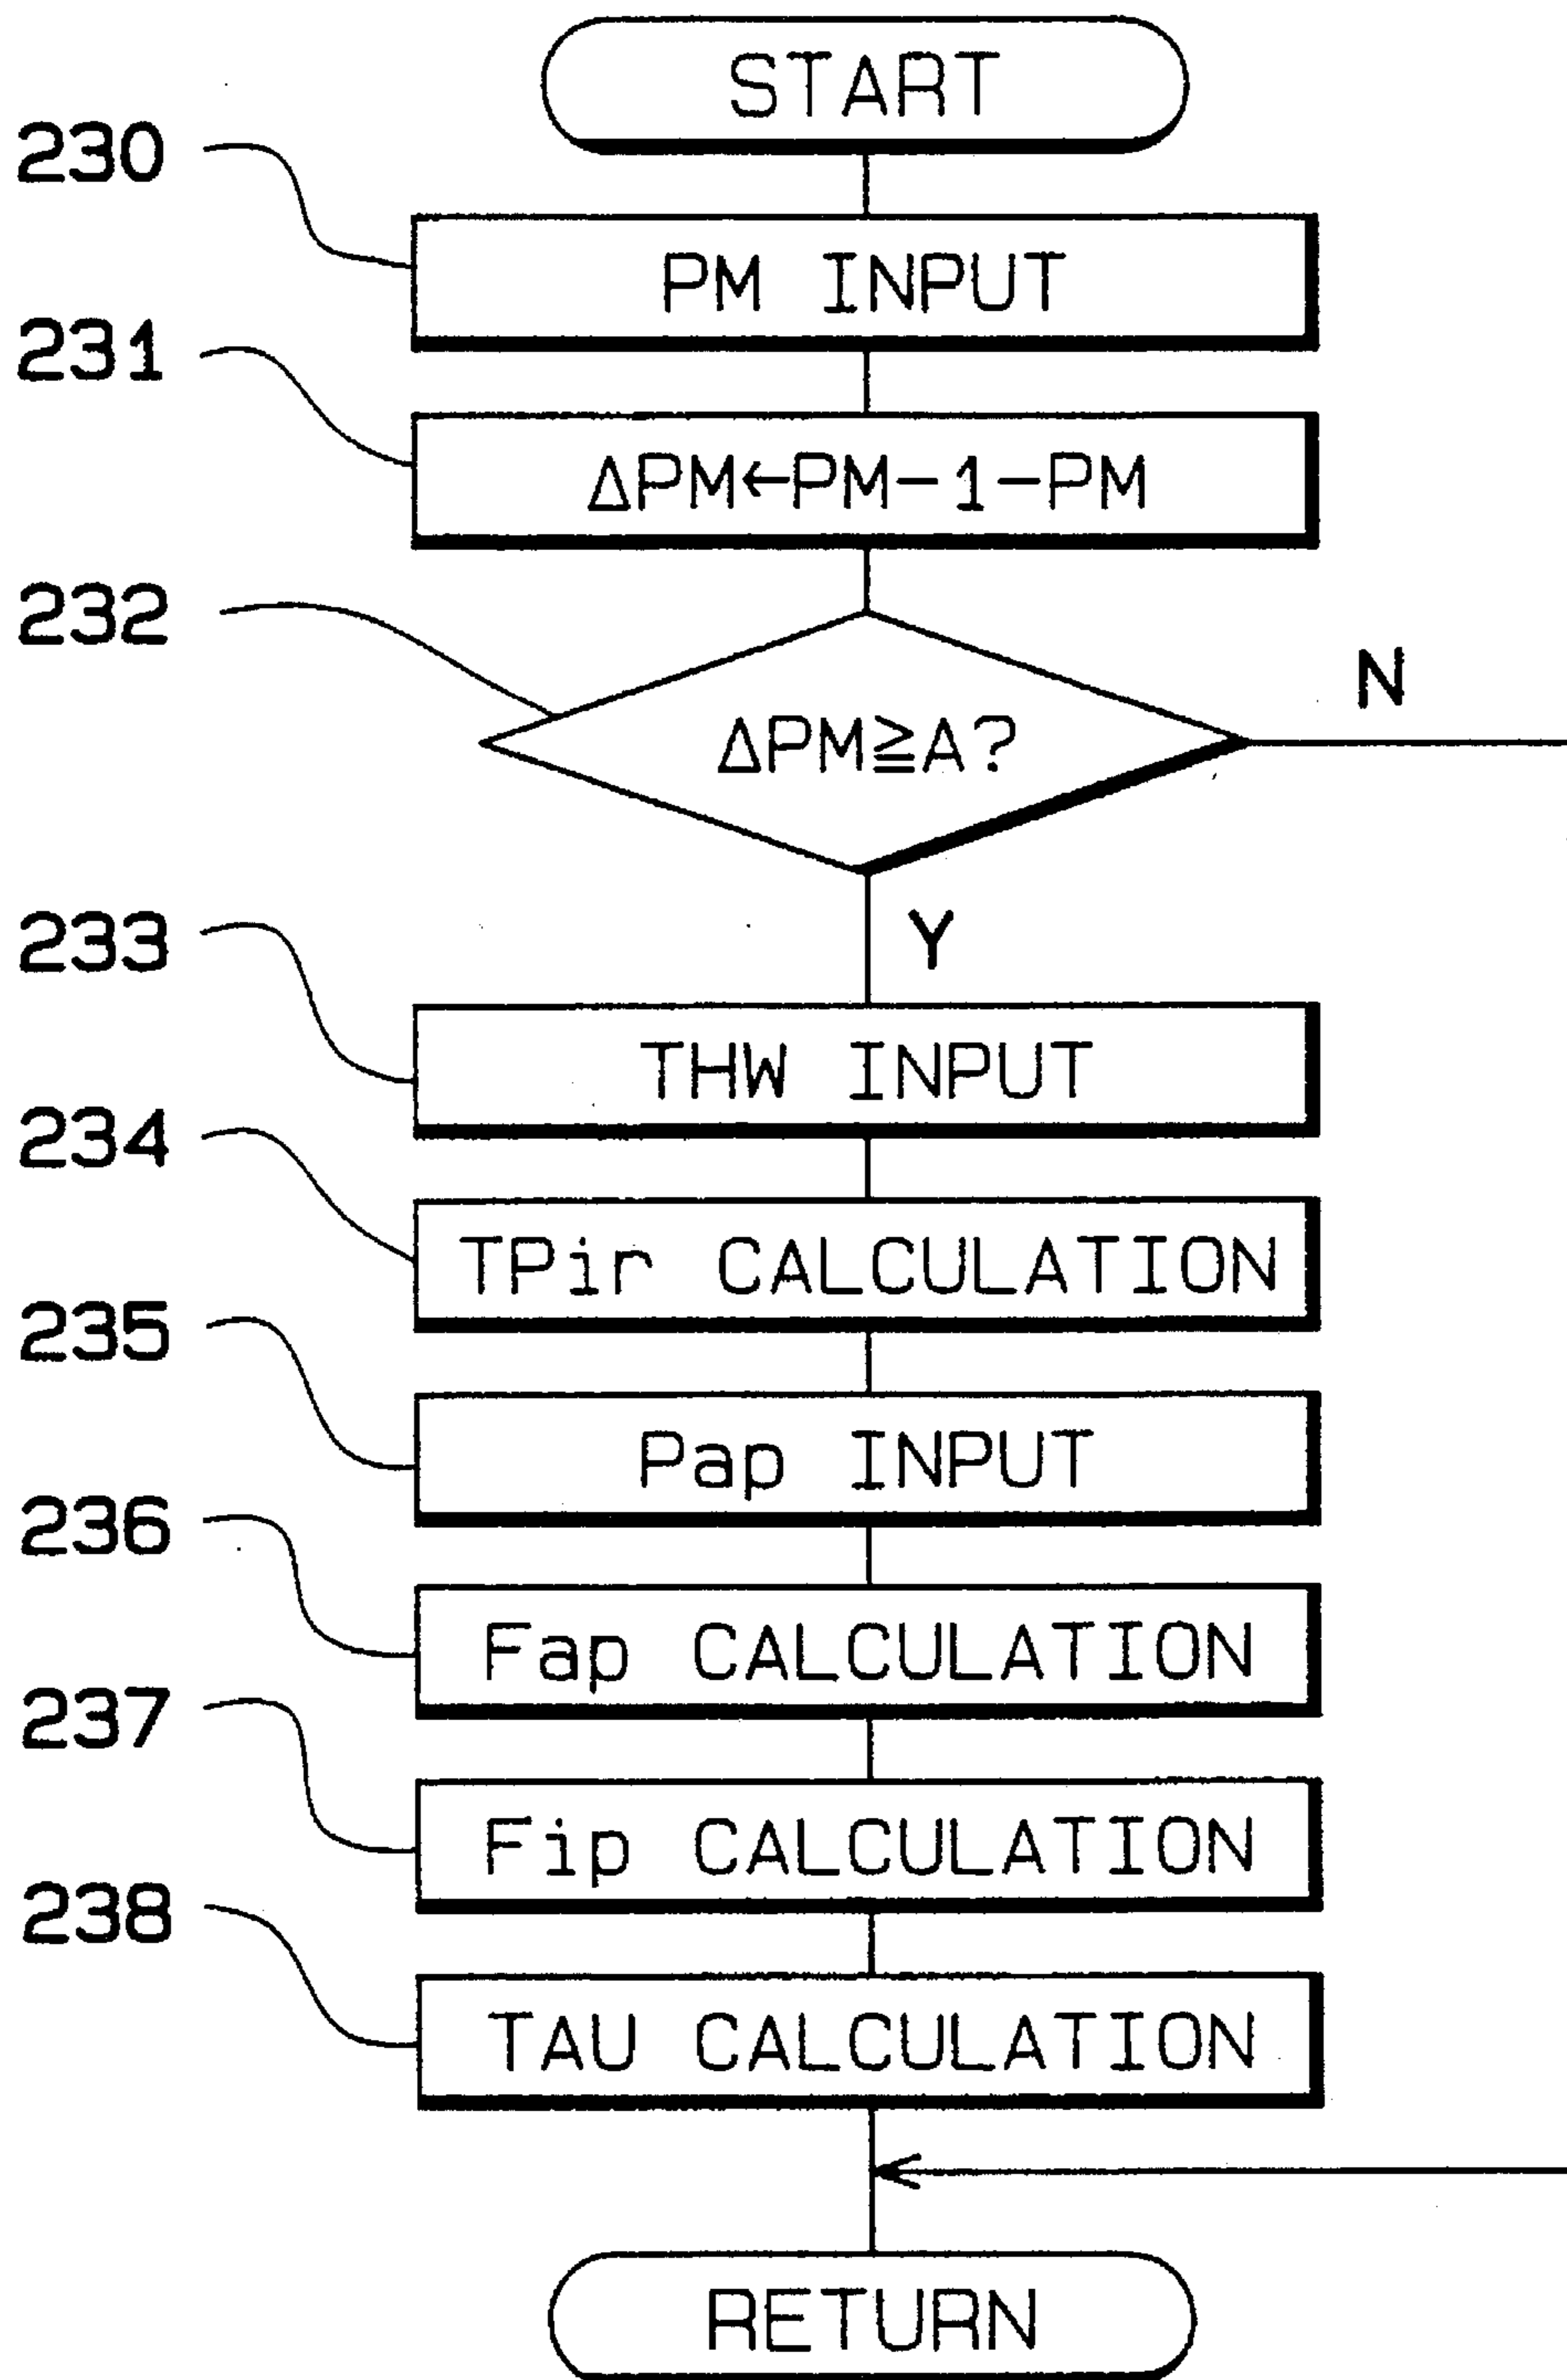 START
230
PM INPUT
231
ΔPM←PM-1-PM
232
ΔPM≧A?
N
Y
233
THW INPUT
234
TPir CALCULATION
235
Pap INPUT
236
Fap CALCULATION
237
Fip CALCULATION
238
TAU CALCULATION
RETURN